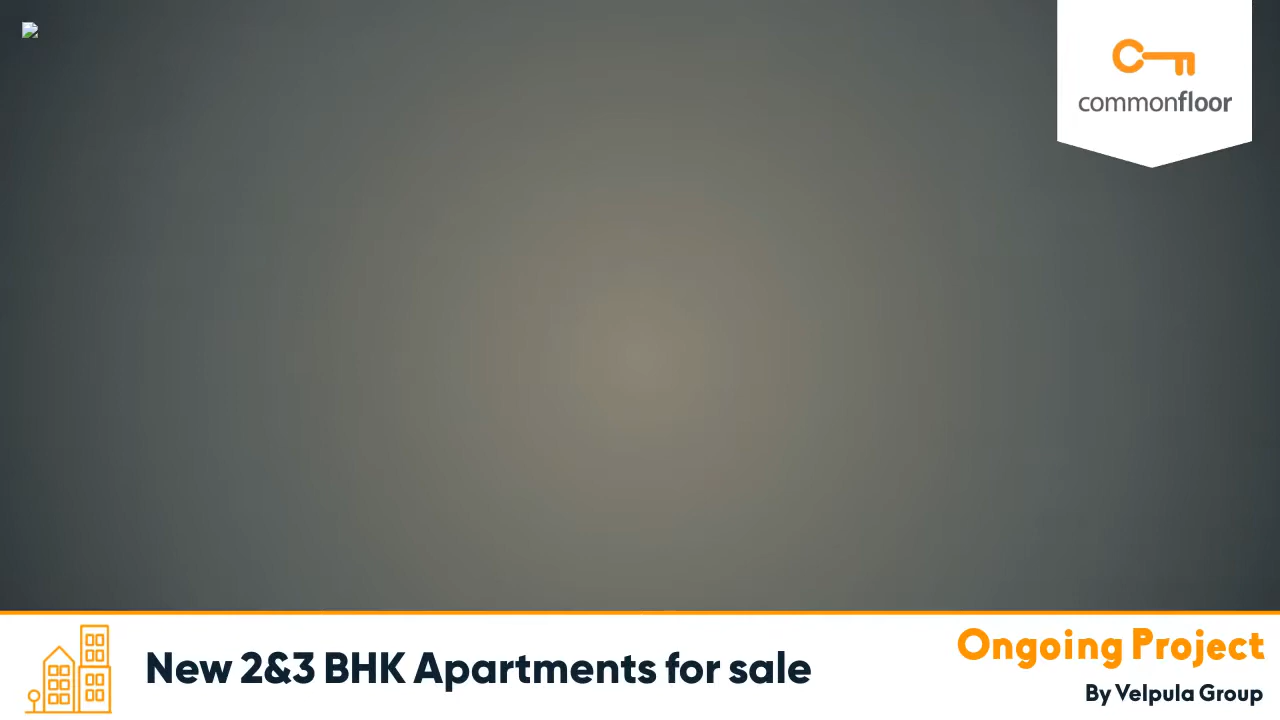 commonfloor
New 2&3 BHK Apartments for sale
Ongoing Project
By Velpula Group